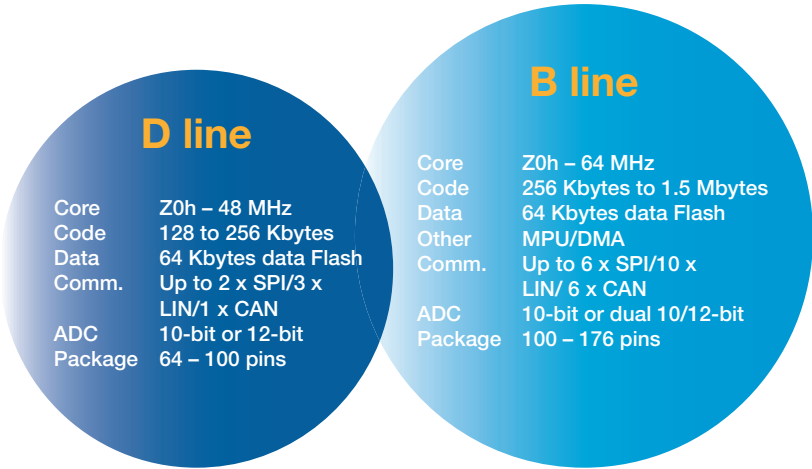 D line
Core Z0h – 48 MHz
Code 128 to 256 Kbytes
Data 64 Kbytes data Flash
Comm. Up to 2 x SPI/3 x
LIN/1 x CAN
ADC 10-bit or 12-bit
Package 64 – 100 pins
B line
Core Z0h – 64 MHz
Code 256 Kbytes to 1.5 Mbytes
Data 64 Kbytes data Flash
Other MPU/DMA
Comm. Up to 6 x SPI/10 x
LIN/ 6 x CAN
ADC 10-bit or dual 10/12-bit
Package 100 – 176 pins